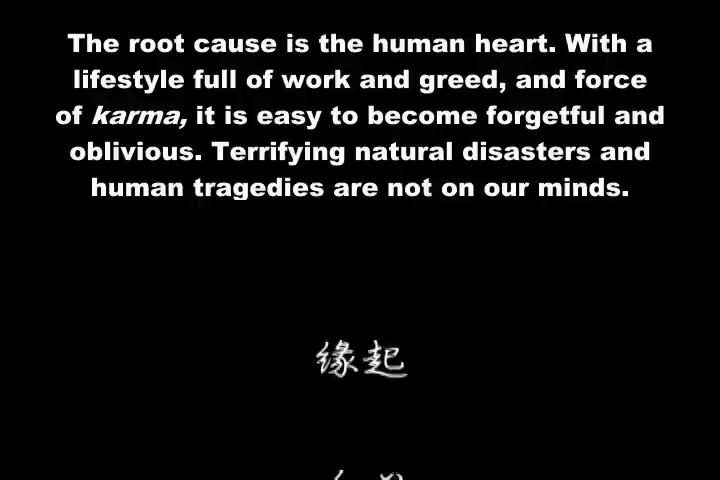 The root cause is the human heart. With a
lifestyle full of work and greed, and force
of karma, it is easy to become forgetful and
oblivious. Terrifying natural disasters and
human tragedies are not on our minds.
缘起